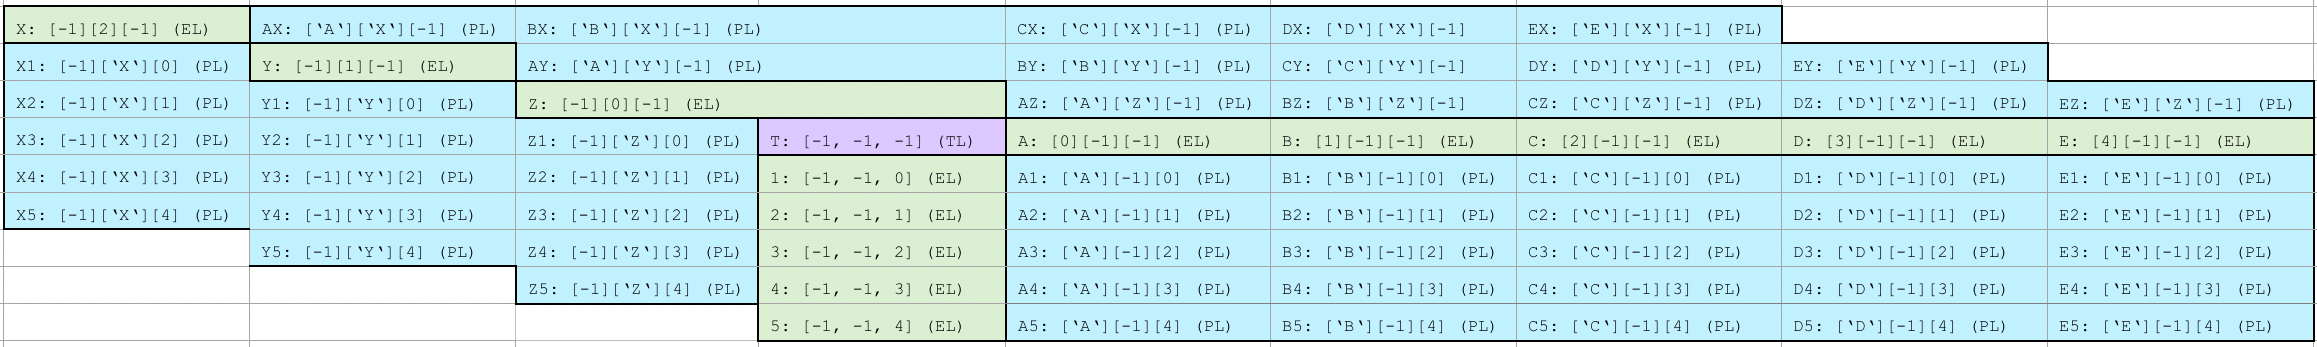 X: [-1][2][-1] (EL) AX: [‘A‘][‘X‘][-1] (PL) BX: [‘B‘][‘X‘][-1] (PL) CX: [‘C‘][‘X‘][-1] (PL) DX: [‘D‘][‘X‘][-1] EX: [‘E‘][‘X‘][-1] (PL)
X1: [-1][‘X‘][0] (PL) Y: [-1][1][-1] (EL) AY: [‘A‘][‘Y‘][-1] (PL) BY: [‘B‘][‘Y‘][-1] (PL) CY: [‘C‘][‘Y‘][-1] DY: [‘D‘][‘Y‘][-1] (PL) EY: [‘E‘][‘Y‘][-1] (PL)
X2: [-1][‘X‘][1] (PL) Y1: [-1][‘Y‘][0] (PL) Z: [-1][0][-1] (EL) AZ: [‘A‘][‘Z‘][-1] (PL) BZ: [‘B‘][‘Z‘][-1] CZ: [‘C‘][‘Z‘][-1] (PL) DZ: [‘D‘][‘Z‘][-1] (PL) EZ: [‘E‘][‘Z‘][-1] (PL)
X3: [-1][‘X‘][2] (PL) Y2: [-1][‘Y‘][1] (PL) Z1: [-1][‘Z‘][0] (PL) T: [-1, -1, -1] (TL) A: [0][-1][-1] (EL) B: [1][-1][-1] (EL) C: [2][-1][-1] (EL) D: [3][-1][-1] (EL) E: [4][-1][-1] (EL)
X4: [-1][‘X‘][3] (PL) Y3: [-1][‘Y‘][2] (PL) Z2: [-1][‘Z‘][1] (PL) 1: [-1, -1, 0] (EL) A1: [‘A‘][-1][0] (PL) B1: [‘B‘][-1][0] (PL) C1: [‘C‘][-1][0] (PL) D1: [‘D‘][-1][0] (PL) E1: [‘E‘][-1][0] (PL)
X5: [-1][‘X‘][4] (PL) Y4: [-1][‘Y‘][3] (PL) Z3: [-1][‘Z‘][2] (PL) 2: [-1, -1, 1] (EL) A2: [‘A‘][-1][1] (PL) B2: [‘B‘][-1][1] (PL) C2: [‘C‘][-1][1] (PL) D2: [‘D‘][-1][1] (PL) E2: [‘E‘][-1][1] (PL)
Y5: [-1][‘Y‘][4] (PL) Z4: [-1][‘Z‘][3] (PL) 3: [-1, -1, 2] (EL) A3: [‘A‘][-1][2] (PL) B3: [‘B‘][-1][2] (PL) C3: [‘C‘][-1][2] (PL) D3: [‘D‘][-1][2] (PL) E3: [‘E‘][-1][2] (PL)
Z5: [-1][‘Z‘][4] (PL) 4: [-1, -1, 3] (EL) A4: [‘A‘][-1][3] (PL) B4: [‘B‘][-1][3] (PL) C4: [‘C‘][-1][3] (PL) D4: [‘D‘][-1][3] (PL) E4: [‘E‘][-1][3] (PL)
5: [-1, -1, 4] (EL) A5: [‘A‘][-1][4] (PL) B5: [‘B‘][-1][4] (PL) C5: [‘C‘][-1][4] (PL) D5: [‘D‘][-1][4] (PL) E5: [‘E‘][-1][4] (PL)